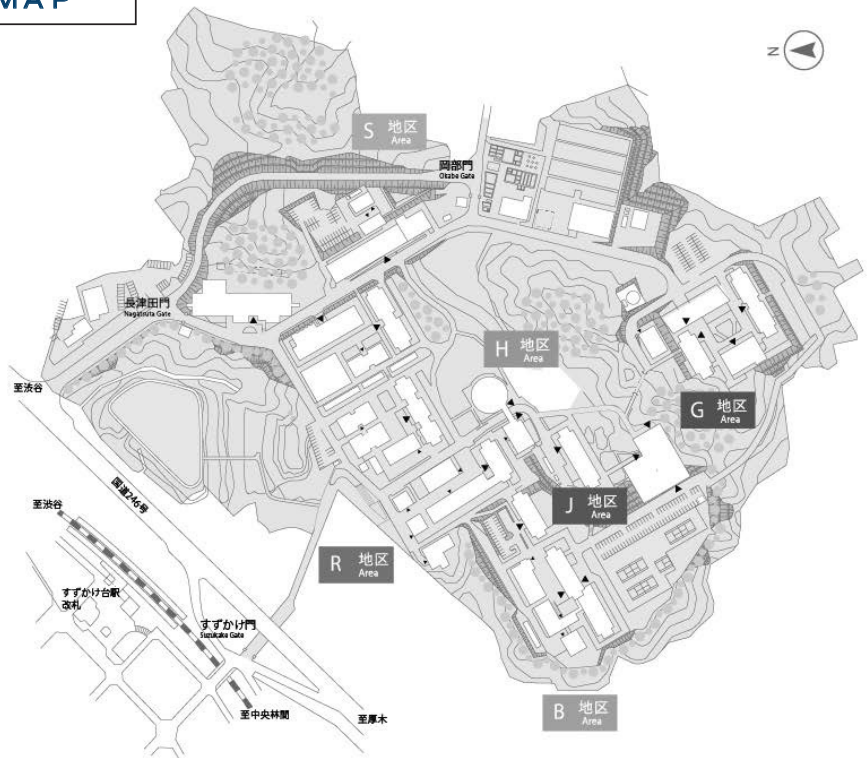 MAP
N
S 地区
Area
岡部門
Okabe Gate
長津田門
Nagatsuta Gate
H 地区
Area
至渋谷
G 地区
Area
国道246号
至渋谷
J 地区
Area
R 地区
Area
すずかけ台駅
改札
すずかけ門
Suzukake Gate
B 地区
Area
至中央林間
至厚木